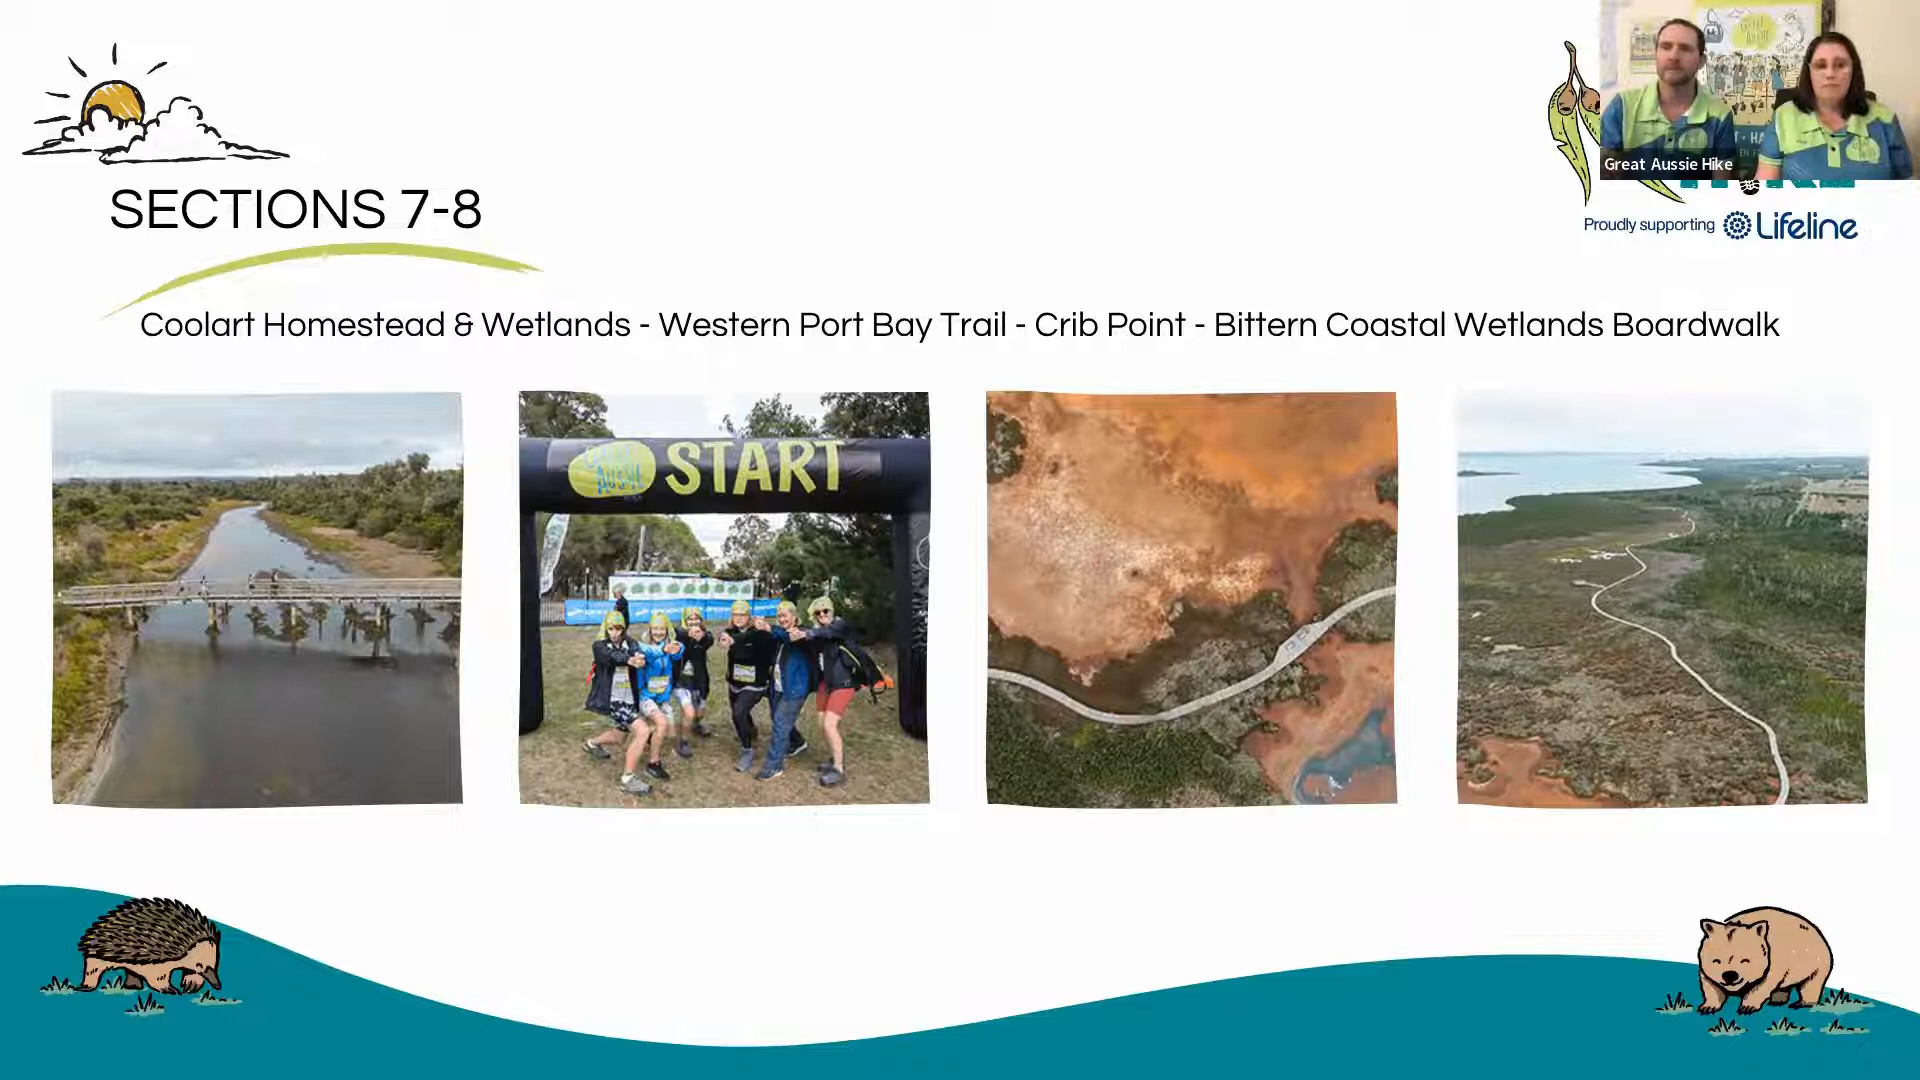 Great Aussie Hike
Proudly supporting Lifeline
SECTIONS 7-8
Coolart Homestead & Wetlands - Western Port Bay Trail - Crib Point - Bittern Coastal Wetlands Boardwalk
START